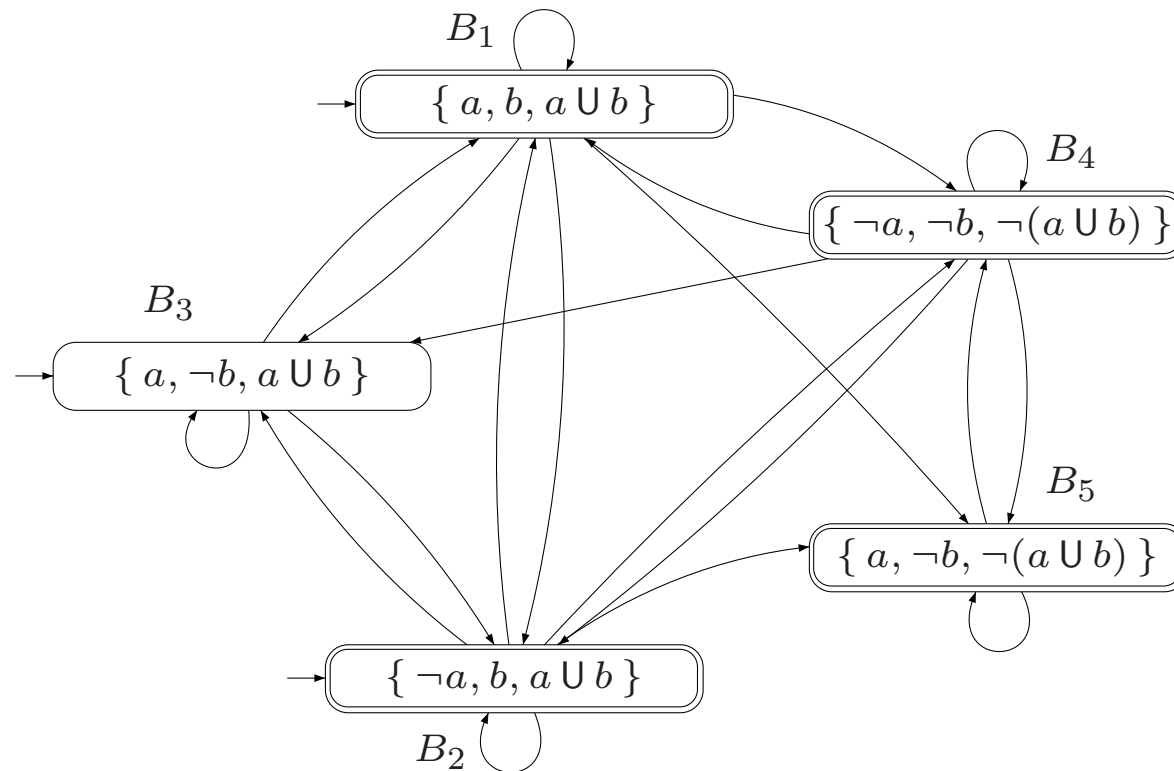 B₁
{ a, b, a U b }
B₄
{ ¬a, ¬b, ¬(a U b) }
B₃
{ a, ¬b, a U b }
B₅
{ a, ¬b, ¬(a U b) }
{ ¬a, b, a U b }
B₂